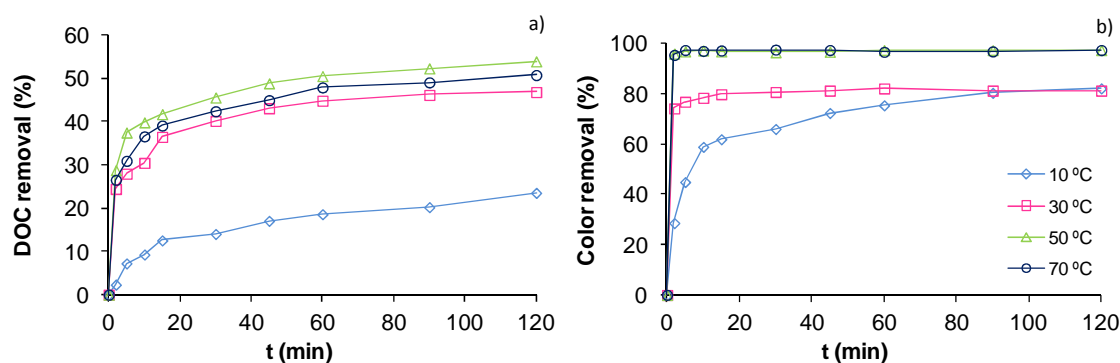 a)
DOC removal (%)
60
50
40
30
20
10
0
0 20 40 60 80 100 120
t (min)
b)
Color removal (%)
100
80
60
40
20
0
0 20 40 60 80 100 120
t (min)
10 ºC
30 ºC
50 ºC
70 ºC